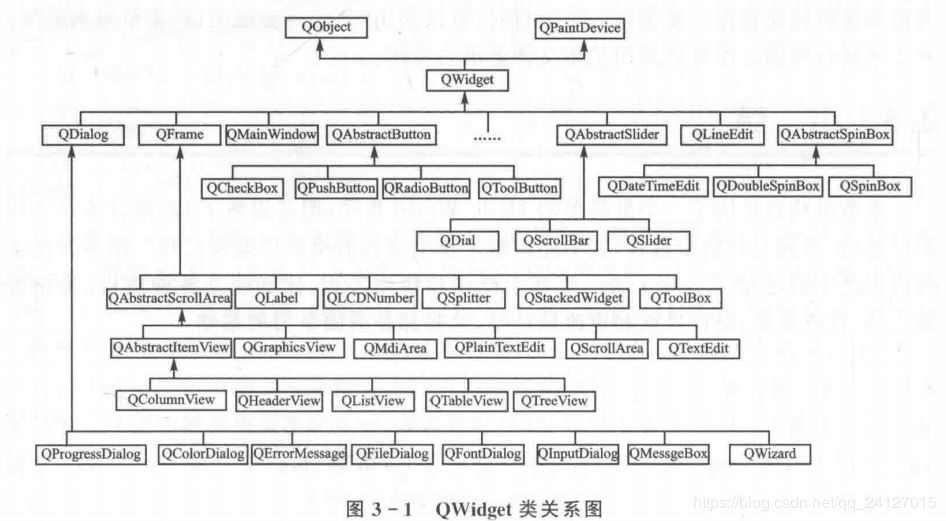 QObject QPaintDevice
QWidget
QDialog QFrame QMainWindow QAbstractButton ...... QAbstractSlider QLineEdit QAbstractSpinBox
QCheckBox QPushButton QRadioButton QToolButton QDateTimeEdit QDoubleSpinBox QSpinBox
QDial QScrollBar QSlider
QAbstractScrollArea QLabel QLCDNumber QSplitter QStackedWidget QToolBox
QAbstractItemView QGraphicsView QMdiArea QPlainTextEdit QScrollArea QTextEdit
QColumnView QHeaderView QListView QTableView QTreeView
QProgressDialog QColorDialog QErrorMessage QFileDialog QFontDialog QInputDialog QMessgeBox QWizard
图 3-1 QWidget 类关系图
https://blog.csdn.net/qq_24127015